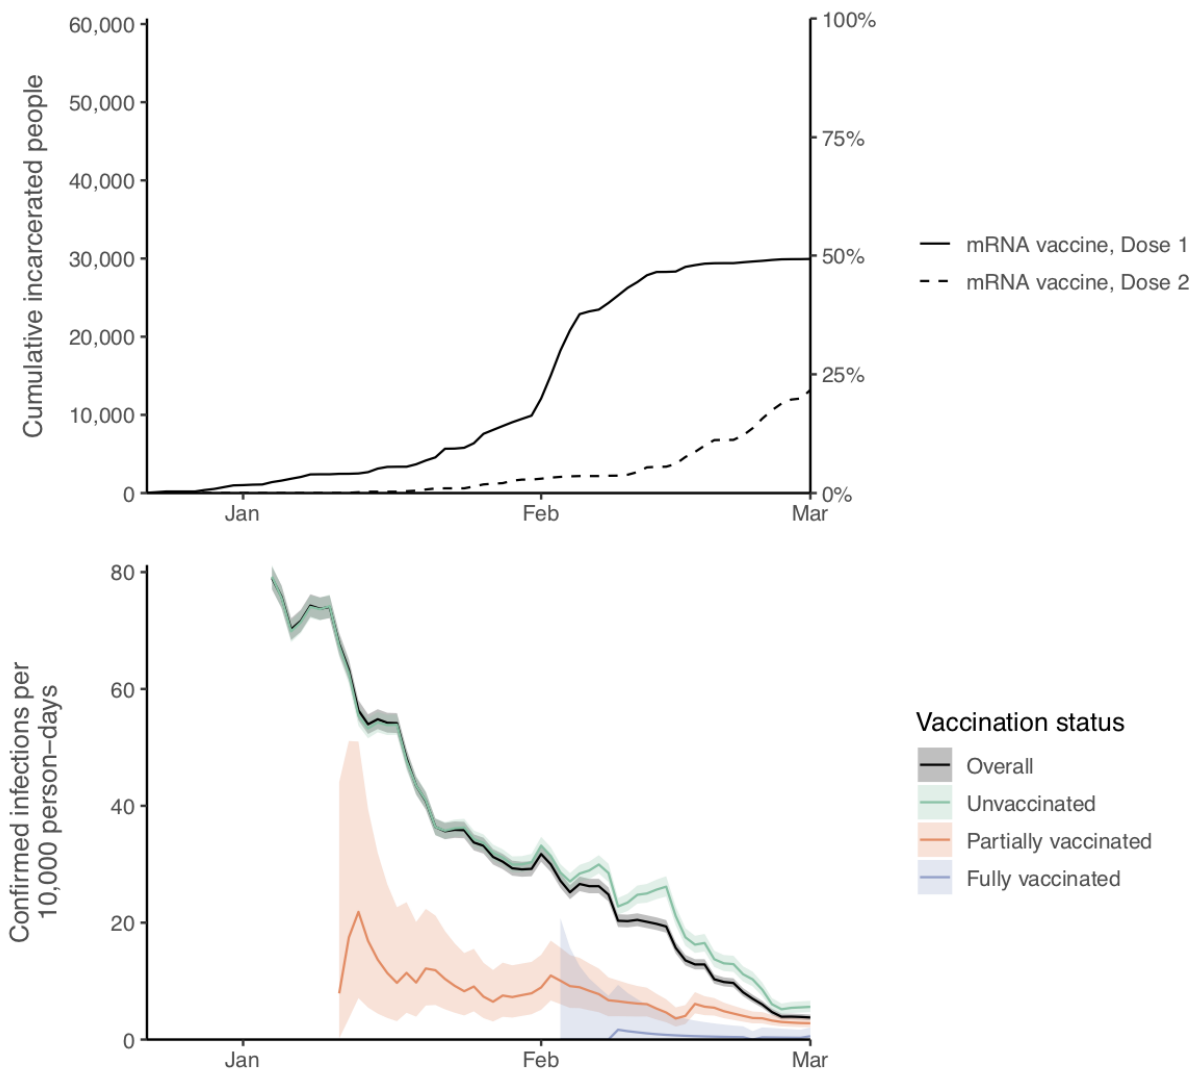 Cumulative incarcerated people
60,000
50,000
40,000
30,000
20,000
10,000
0
100%
75%
50%
25%
0%
Jan
Feb
Mar
mRNA vaccine, Dose 1
mRNA vaccine, Dose 2
Confirmed infections per
10,000 person–days
80
60
40
20
0
Jan
Feb
Mar
Vaccination status
Overall
Unvaccinated
Partially vaccinated
Fully vaccinated